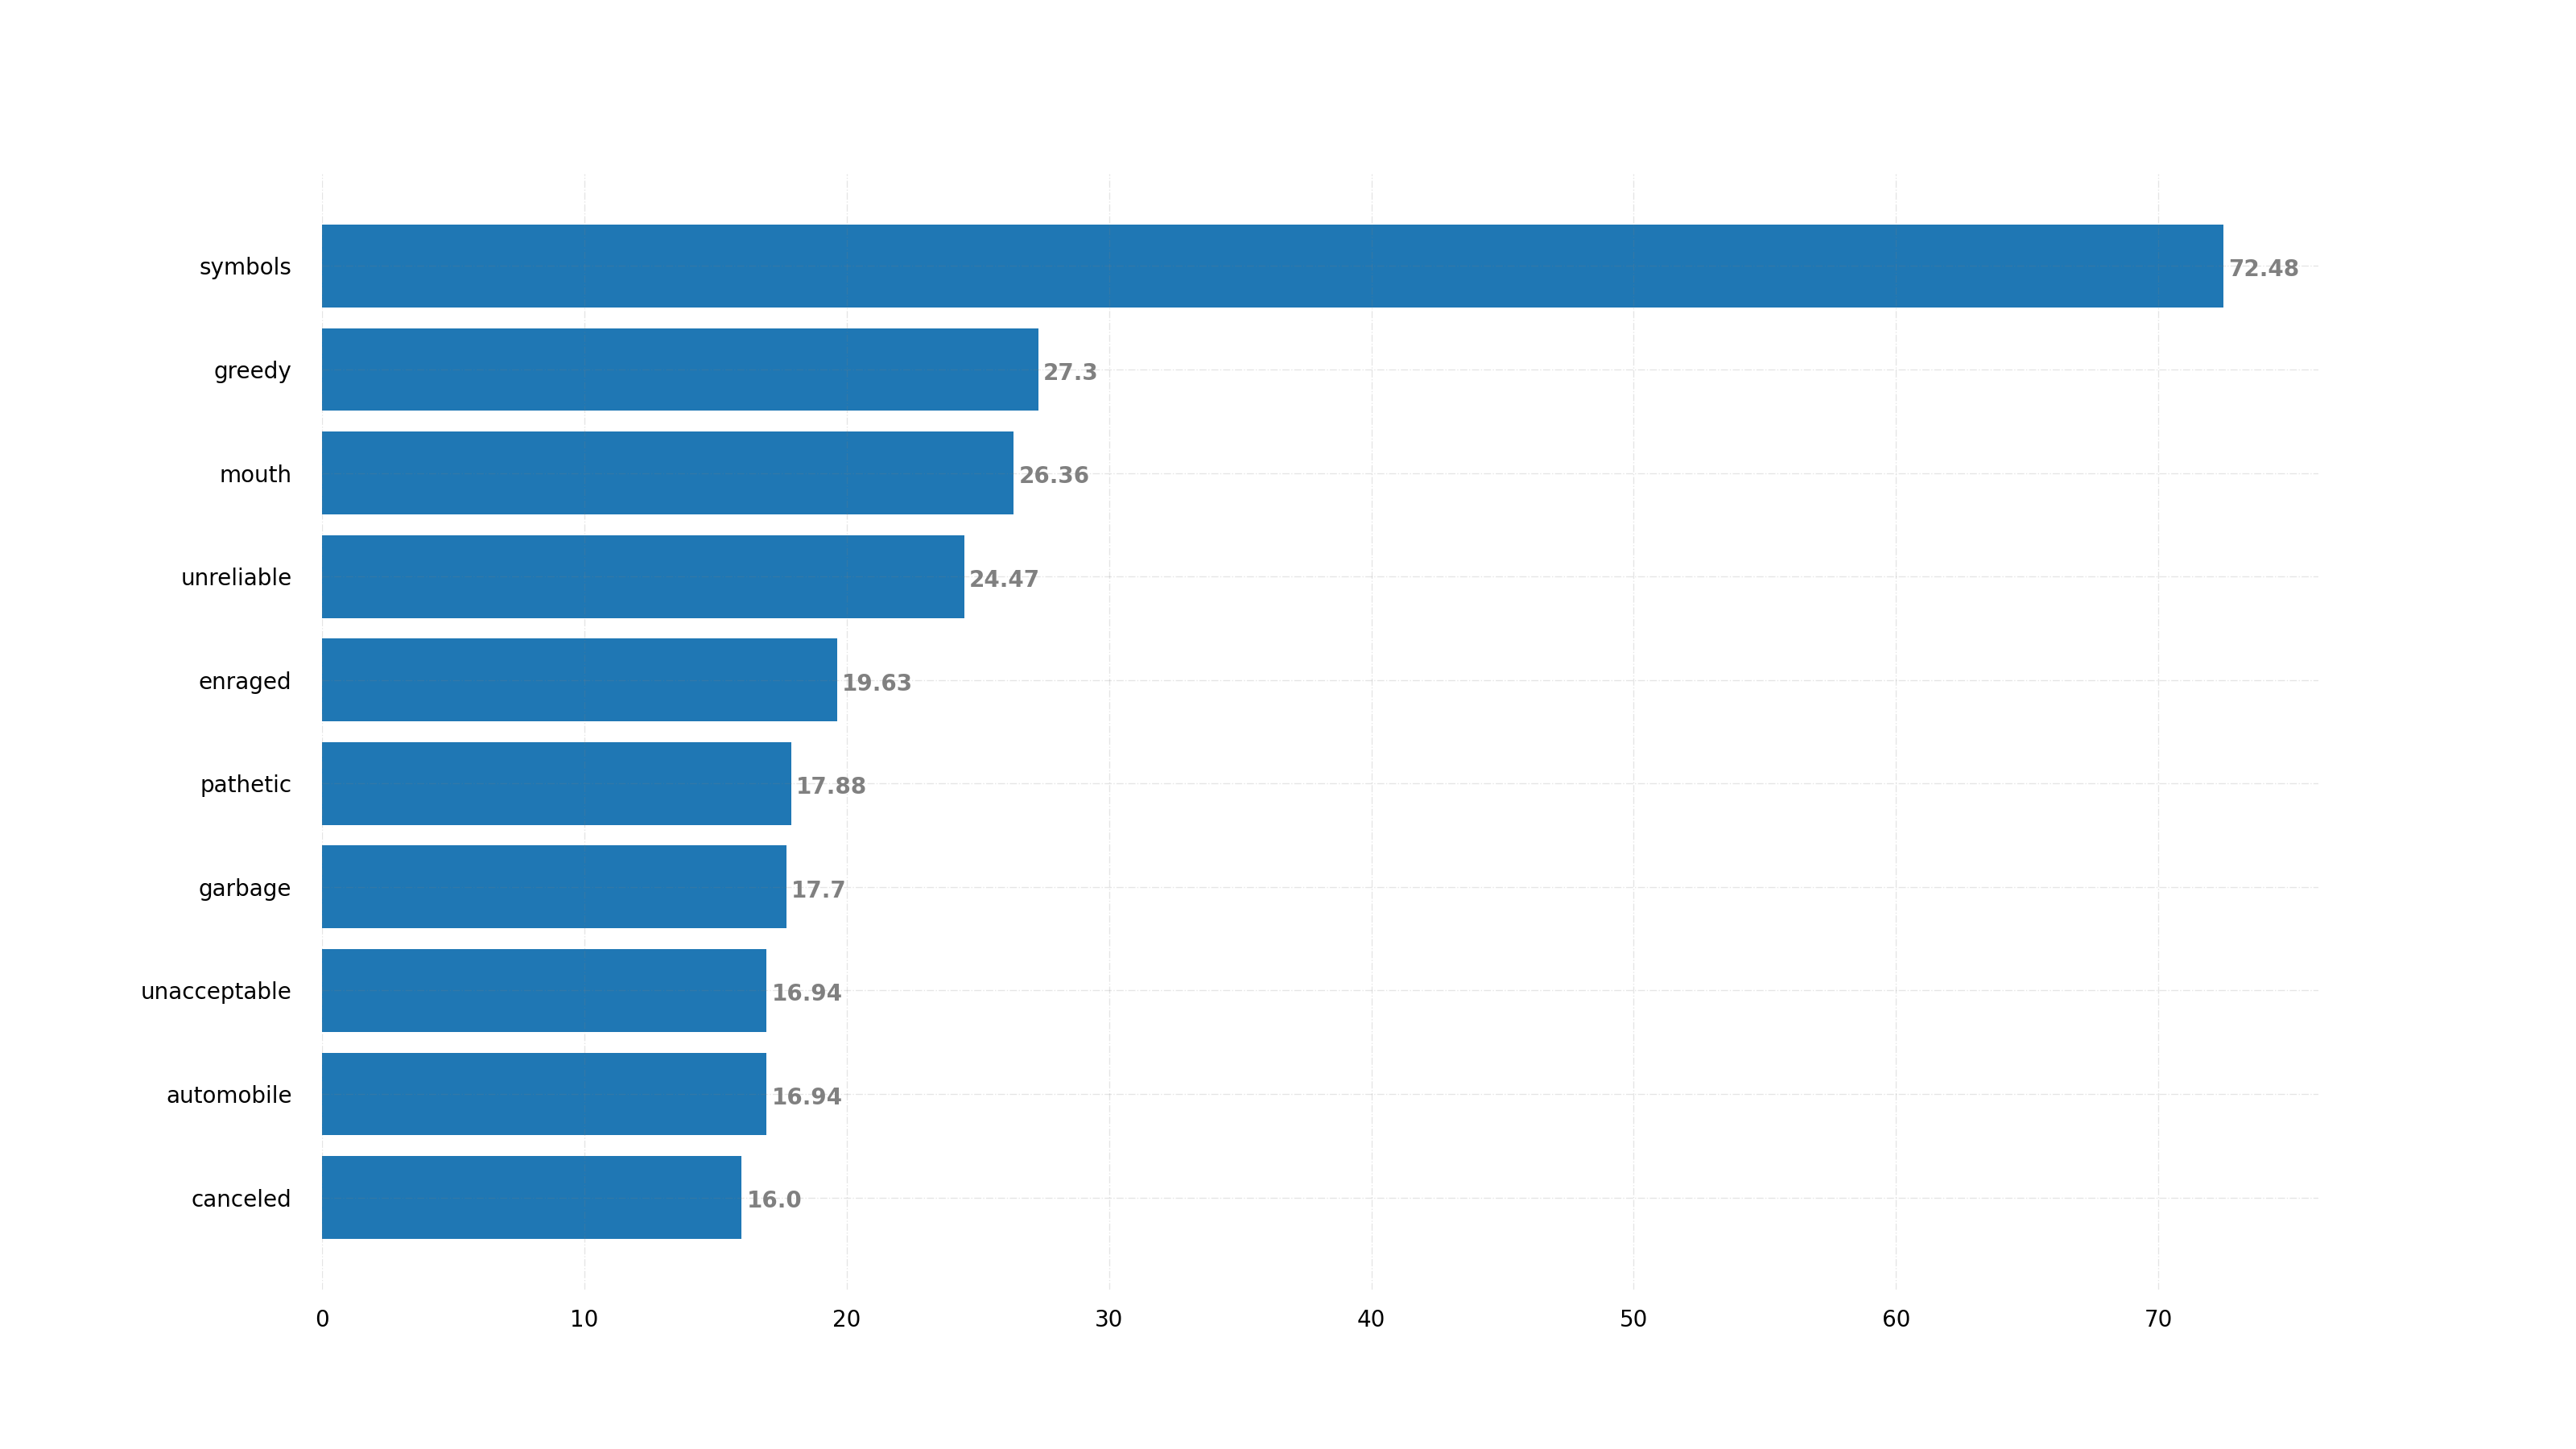 symbols 72.48
greedy 27.3
mouth 26.36
unreliable 24.47
enraged 19.63
pathetic 17.88
garbage 17.7
unacceptable 16.94
automobile 16.94
canceled 16.0
0 10 20 30 40 50 60 70